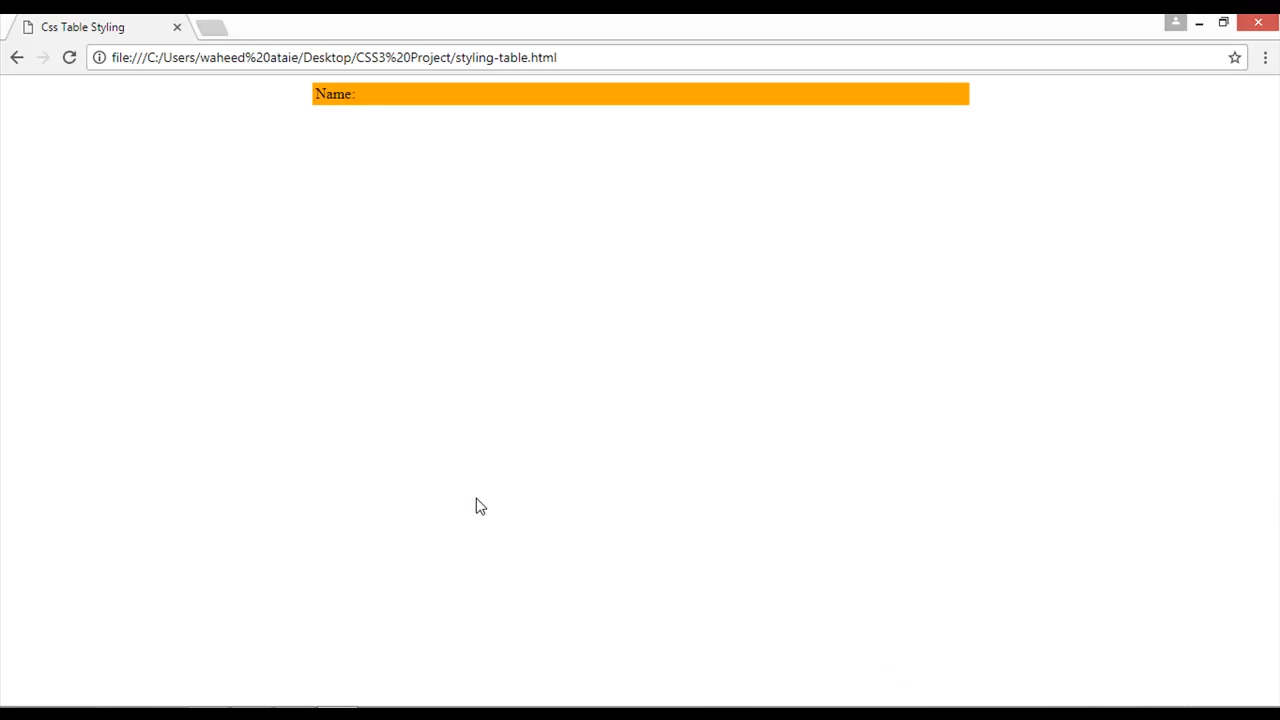 Css Table Styling
file:///C:/Users/waheed%20ataie/Desktop/CSS3%20Project/styling-table.html
Name: